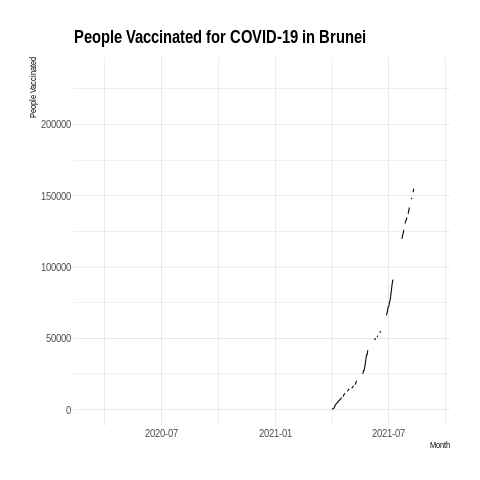 People Vaccinated for COVID-19 in Brunei
People Vaccinated
200000
150000
100000
50000
0
2020-07
2021-01
2021-07
Month